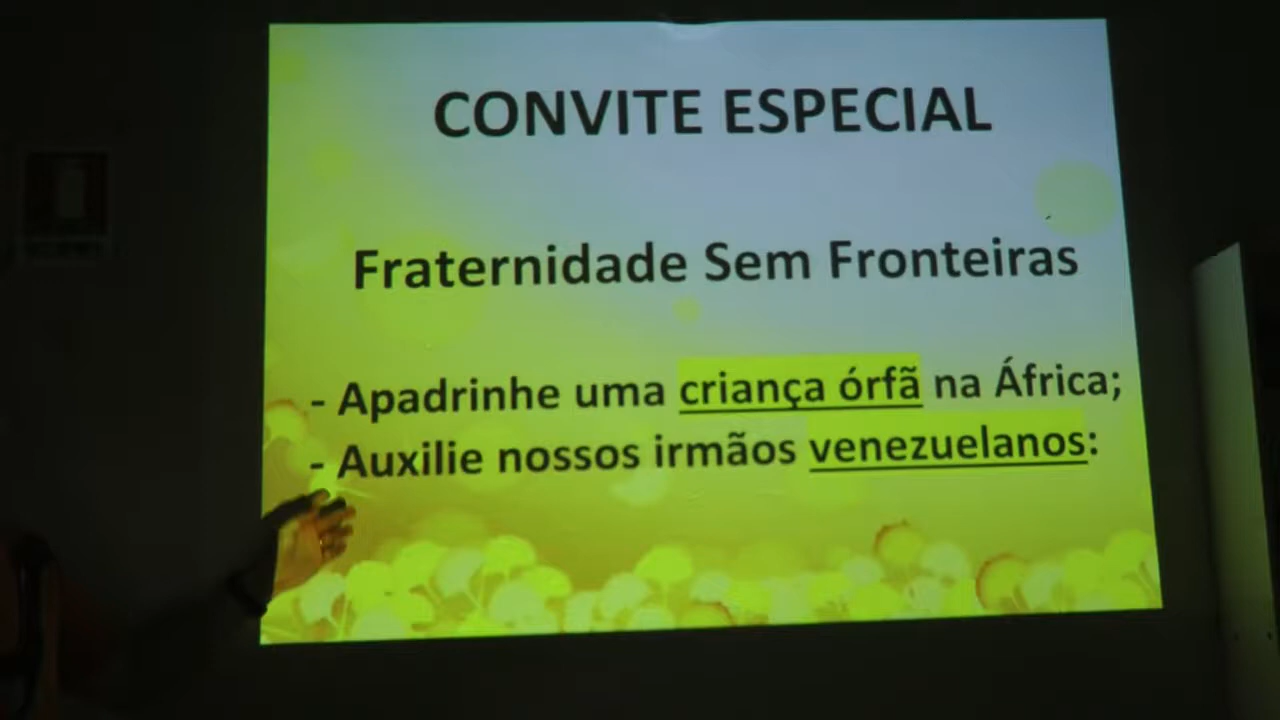 CONVITE ESPECIAL
Fraternidade Sem Fronteiras
- Apadrinhe uma criança órfã na África;
- Auxilie nossos irmãos venezuelanos: